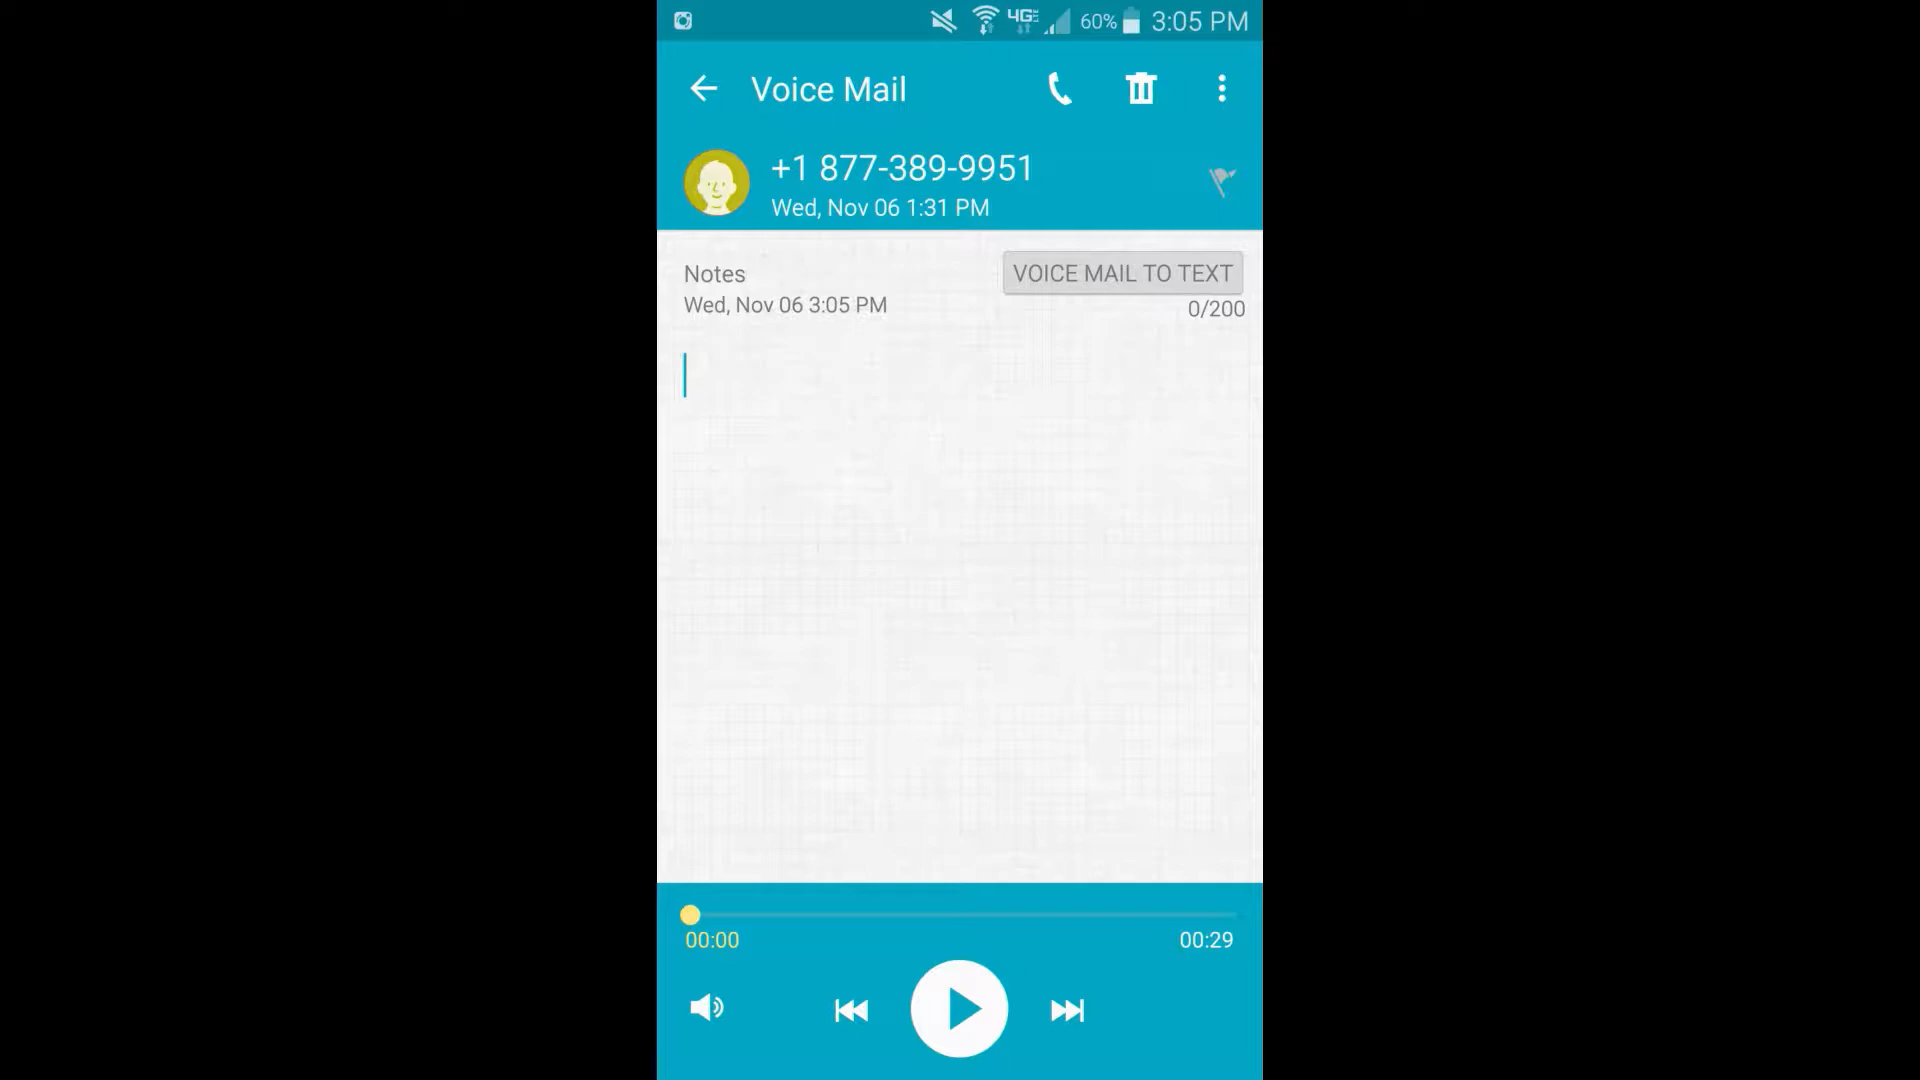 4G LTE 60% 3:05 PM
Voice Mail
+1 877-389-9951
Wed, Nov 06 1:31 PM
Notes
VOICE MAIL TO TEXT
Wed, Nov 06 3:05 PM
0/200
00:00
00:29